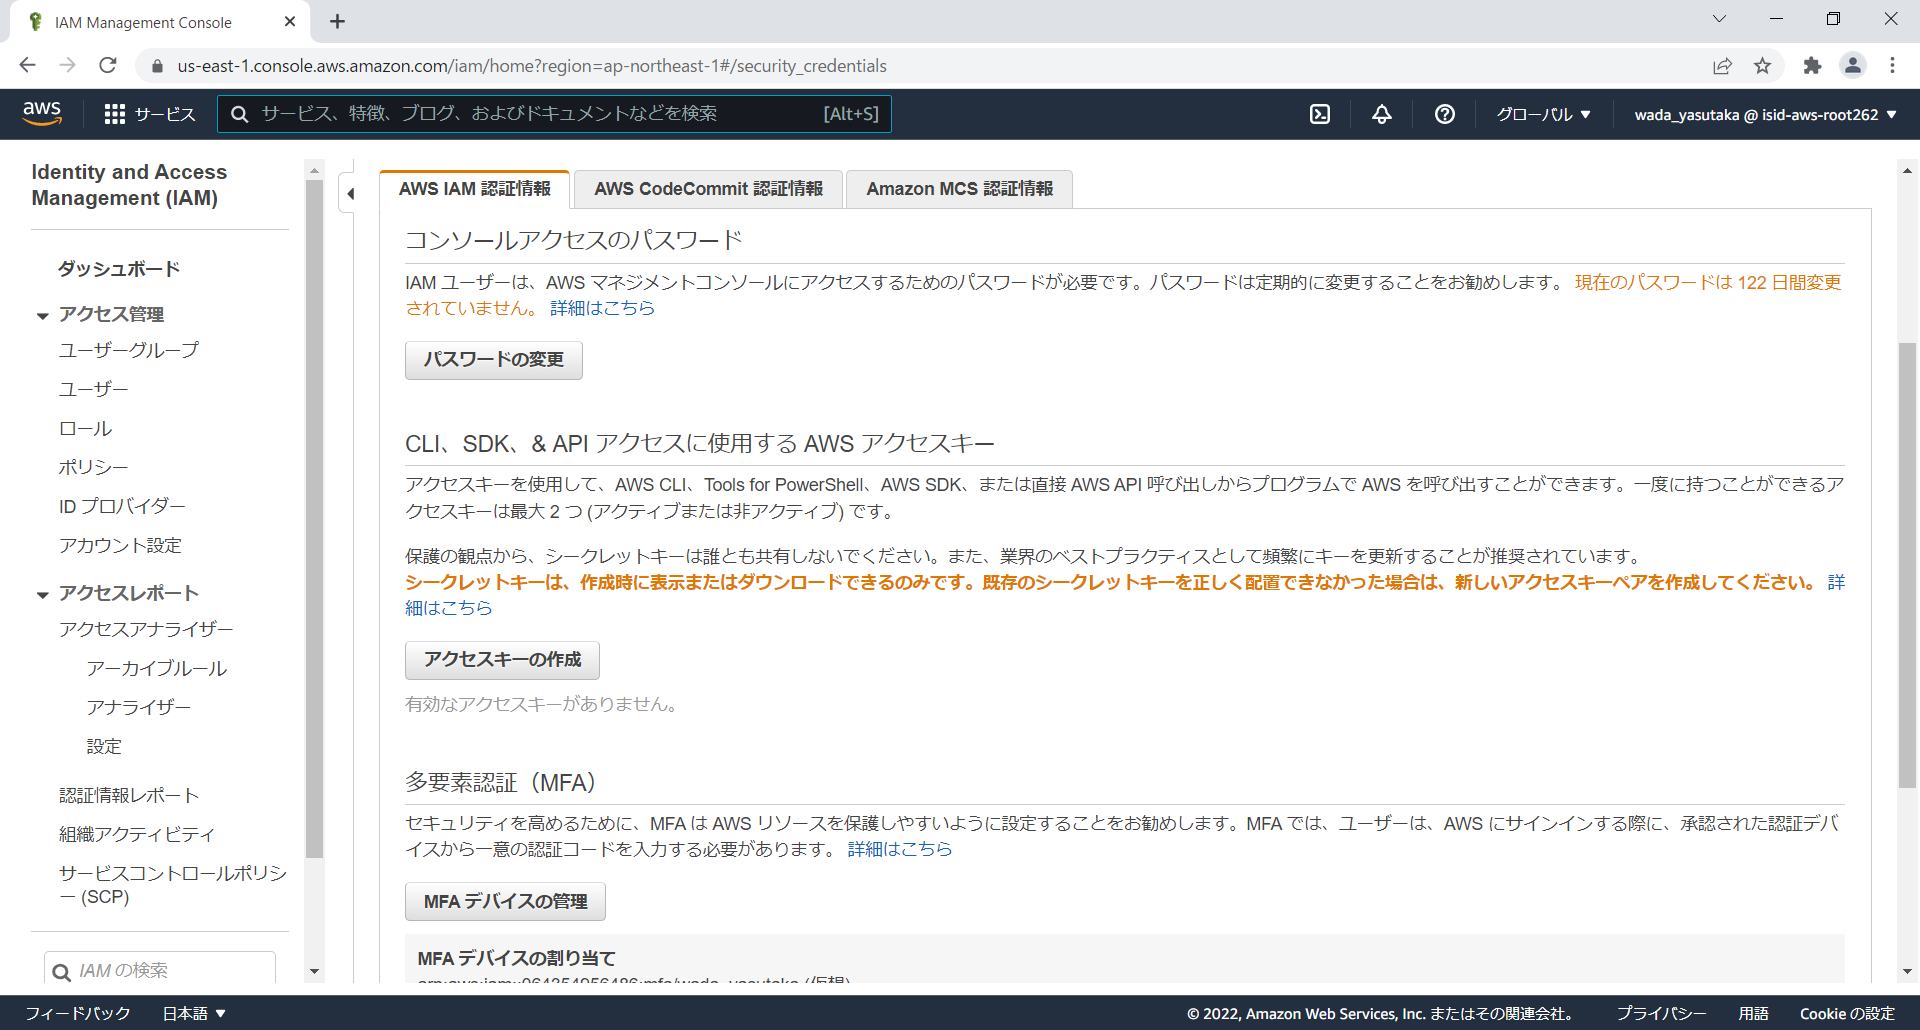 IAM Management Console
us-east-1.console.aws.amazon.com/iam/home?region=ap-northeast-1#/security_credentials
aws
サービス
サービス、特徴、ブログ、およびドキュメントなどを検索
[Alt+S]
グローバル ▼
wada_yasutaka @ isid-aws-root262 ▼
Identity and Access
Management (IAM)
ダッシュボード
アクセス管理
ユーザーグループ
ユーザー
ロール
ポリシー
ID プロバイダー
アカウント設定
アクセスレポート
アクセスアナライザー
アーカイブルール
アナライザー
設定
認証情報レポート
組織アクティビティ
サービスコントロールポリシ
ー (SCP)
IAM の検索
AWS IAM 認証情報
AWS CodeCommit 認証情報
Amazon MCS 認証情報
コンソールアクセスのパスワード
IAM ユーザーは、AWS マネジメントコンソールにアクセスするためのパスワードが必要です。パスワードは定期的に変更することをお勧めします。 現在のパスワードは 122 日間変更
されていません。 詳細はこちら
パスワードの変更
CLI、SDK、& API アクセスに使用する AWS アクセスキー
アクセスキーを使用して、AWS CLI、Tools for PowerShell、AWS SDK、または直接 AWS API 呼び出しからプログラムで AWS を呼び出すことができます。一度に持つことができるア
クセスキーは最大 2 つ (アクティブまたは非アクティブ) です。
保護の観点から、シークレットキーは誰とも共有しないでください。また、業界のベストプラクティスとして頻繁にキーを更新することが推奨されています。
シークレットキーは、作成時に表示またはダウンロードできるのみです。既存のシークレットキーを正しく配置できなかった場合は、新しいアクセスキーペアを作成してください。 詳
細はこちら
アクセスキーの作成
有効なアクセスキーがありません。
多要素認証（MFA）
セキュリティを高めるために、MFA は AWS リソースを保護しやすいように設定することをお勧めします。MFA では、ユーザーは、AWS にサインインする際に、承認された認証デバ
イスから一意の認証コードを入力する必要があります。 詳細はこちら
MFA デバイスの管理
MFA デバイスの割り当て
フィードバック
日本語 ▼
© 2022, Amazon Web Services, Inc. またはその関連会社。
プライバシー
用語
Cookie の設定